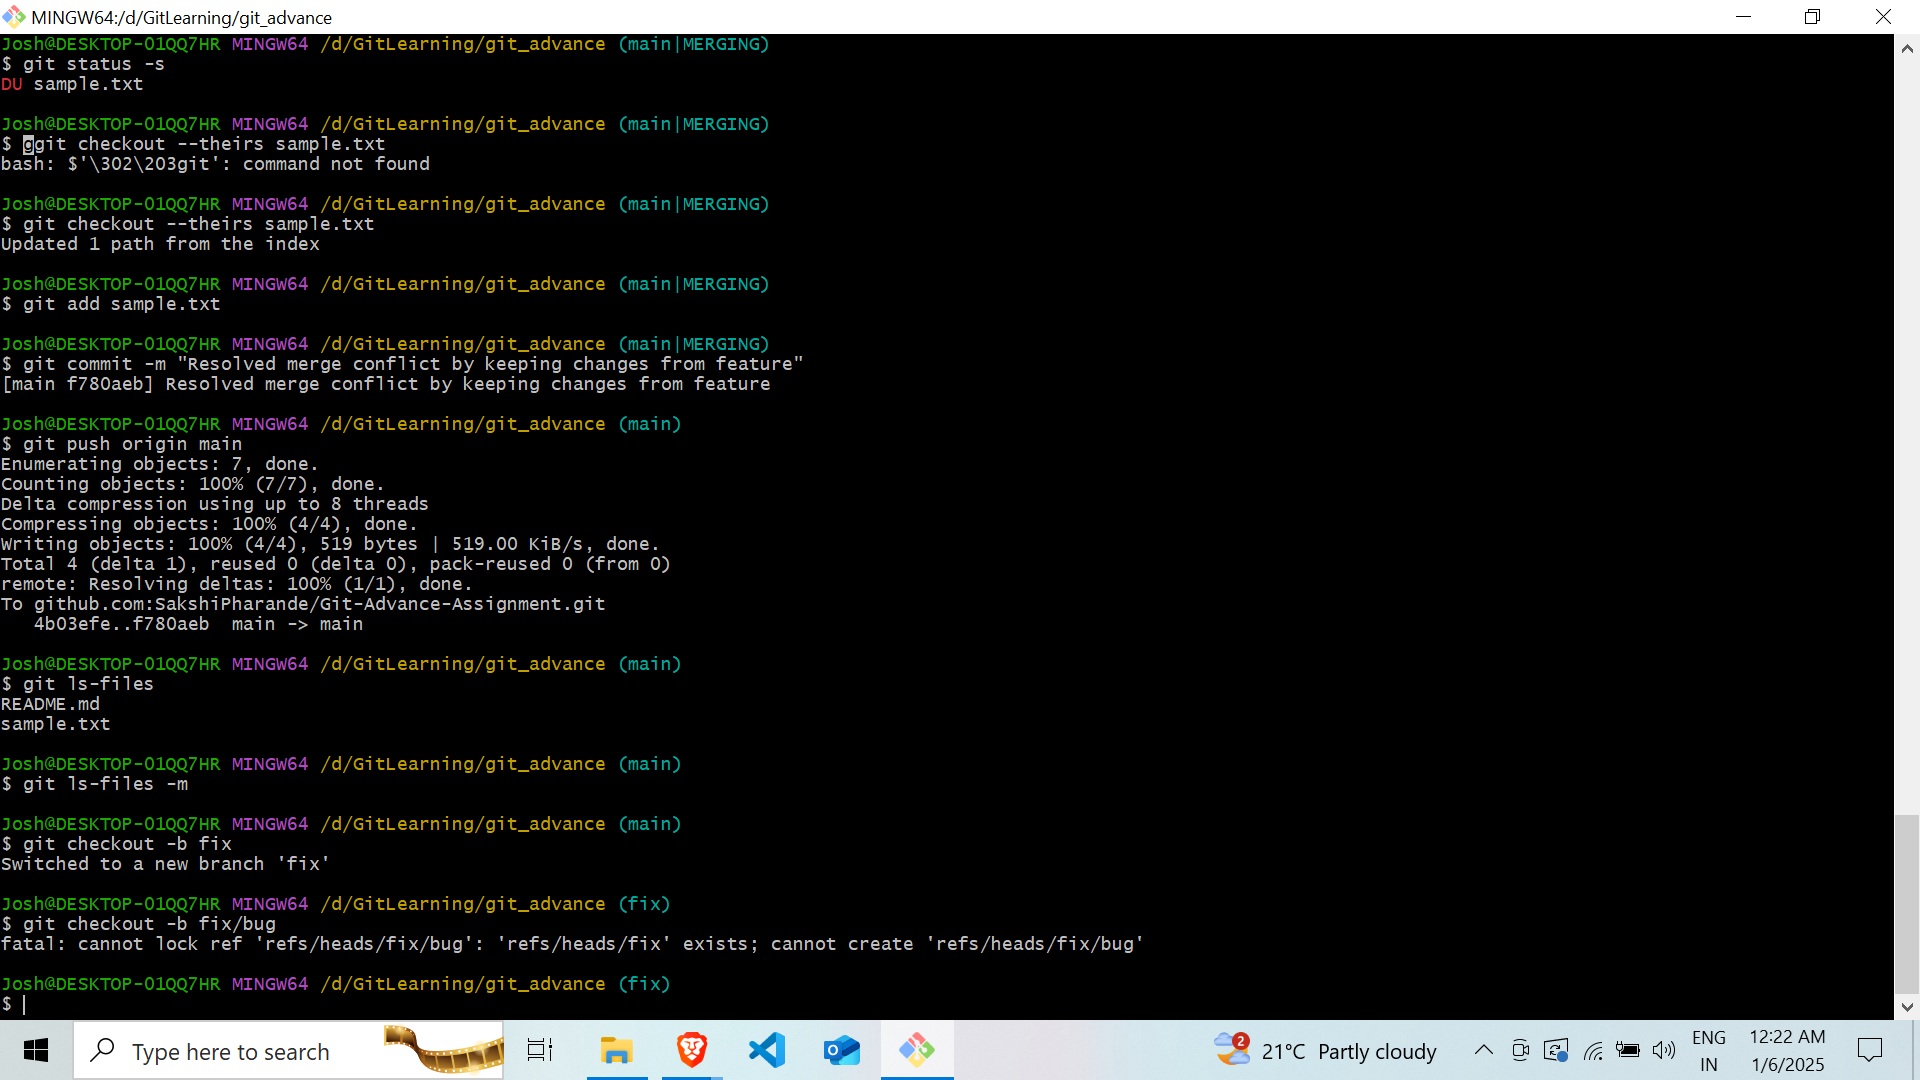 MINGW64:/d/GitLearning/git_advance
Josh@DESKTOP-01QQ7HR MINGW64 /d/GitLearning/git_advance (main|MERGING)
$ git status -s
DU sample.txt
Josh@DESKTOP-01QQ7HR MINGW64 /d/GitLearning/git_advance (main|MERGING)
$ ggit checkout --theirs sample.txt
bash: $'\302\203git': command not found
Josh@DESKTOP-01QQ7HR MINGW64 /d/GitLearning/git_advance (main|MERGING)
$ git checkout --theirs sample.txt
Updated 1 path from the index
Josh@DESKTOP-01QQ7HR MINGW64 /d/GitLearning/git_advance (main|MERGING)
$ git add sample.txt
Josh@DESKTOP-01QQ7HR MINGW64 /d/GitLearning/git_advance (main|MERGING)
$ git commit -m "Resolved merge conflict by keeping changes from feature"
[main f780aeb] Resolved merge conflict by keeping changes from feature
Josh@DESKTOP-01QQ7HR MINGW64 /d/GitLearning/git_advance (main)
$ git push origin main
Enumerating objects: 7, done.
Counting objects: 100% (7/7), done.
Delta compression using up to 8 threads
Compressing objects: 100% (4/4), done.
Writing objects: 100% (4/4), 519 bytes | 519.00 KiB/s, done.
Total 4 (delta 1), reused 0 (delta 0), pack-reused 0 (from 0)
remote: Resolving deltas: 100% (1/1), done.
To github.com:SakshiPharande/Git-Advance-Assignment.git
   4b03efe..f780aeb  main -> main
Josh@DESKTOP-01QQ7HR MINGW64 /d/GitLearning/git_advance (main)
$ git ls-files
README.md
sample.txt
Josh@DESKTOP-01QQ7HR MINGW64 /d/GitLearning/git_advance (main)
$ git ls-files -m
Josh@DESKTOP-01QQ7HR MINGW64 /d/GitLearning/git_advance (main)
$ git checkout -b fix
Switched to a new branch 'fix'
Josh@DESKTOP-01QQ7HR MINGW64 /d/GitLearning/git_advance (fix)
$ git checkout -b fix/bug
fatal: cannot lock ref 'refs/heads/fix/bug': 'refs/heads/fix' exists; cannot create 'refs/heads/fix/bug'
Josh@DESKTOP-01QQ7HR MINGW64 /d/GitLearning/git_advance (fix)
$
Type here to search
2
21°C Partly cloudy
ENG
IN
12:22 AM
1/6/2025